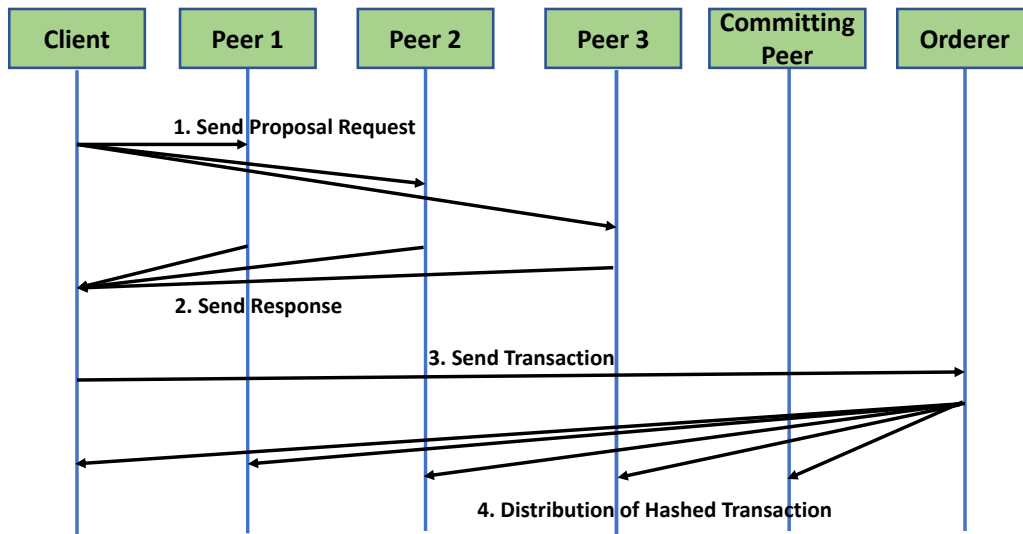 Client
Peer 1
Peer 2
Peer 3
Committing
Peer
Orderer
1. Send Proposal Request
2. Send Response
3. Send Transaction
4. Distribution of Hashed Transaction